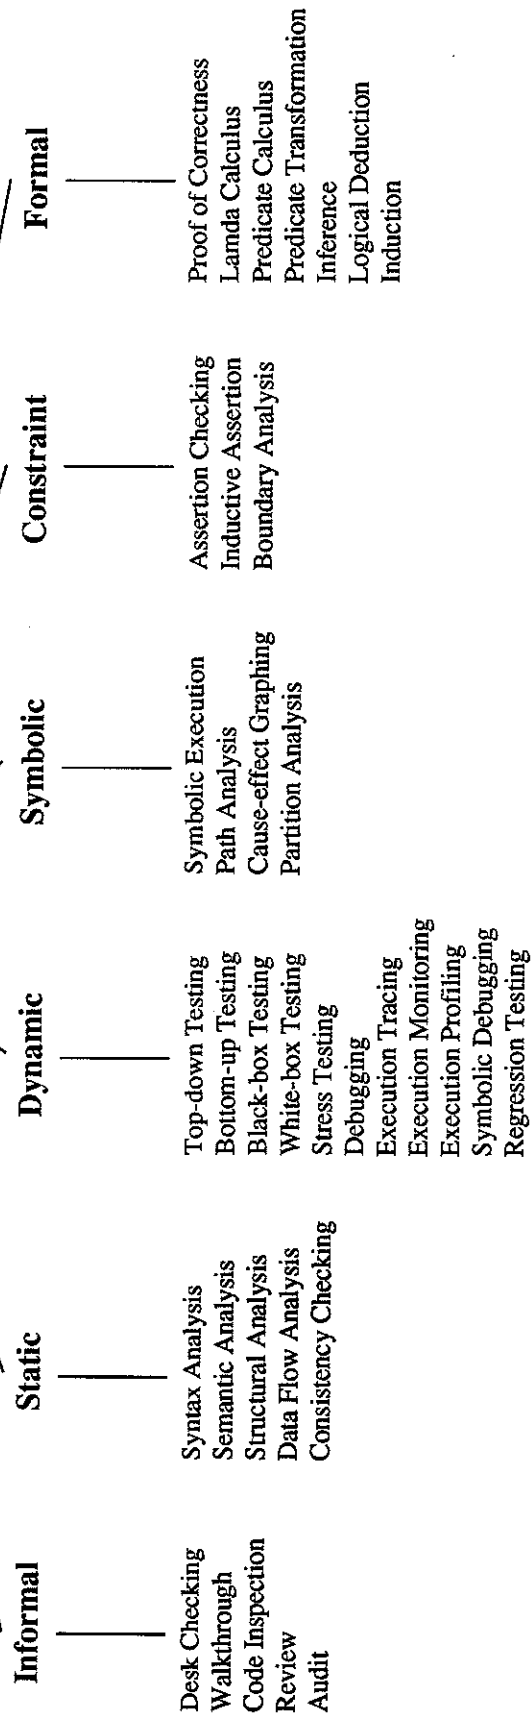 Informal
Desk Checking
Walkthrough
Code Inspection
Review
Audit
Static
Syntax Analysis
Semantic Analysis
Structural Analysis
Data Flow Analysis
Consistency Checking
Dynamic
Top-down Testing
Bottom-up Testing
Black-box Testing
White-box Testing
Stress Testing
Debugging
Execution Tracing
Execution Monitoring
Execution Profiling
Symbolic Debugging
Regression Testing
Symbolic
Symbolic Execution
Path Analysis
Cause-effect Graphing
Partition Analysis
Constraint
Assertion Checking
Inductive Assertion
Boundary Analysis
Formal
Proof of Correctness
Lamda Calculus
Predicate Calculus
Predicate Transformation
Inference
Logical Deduction
Induction